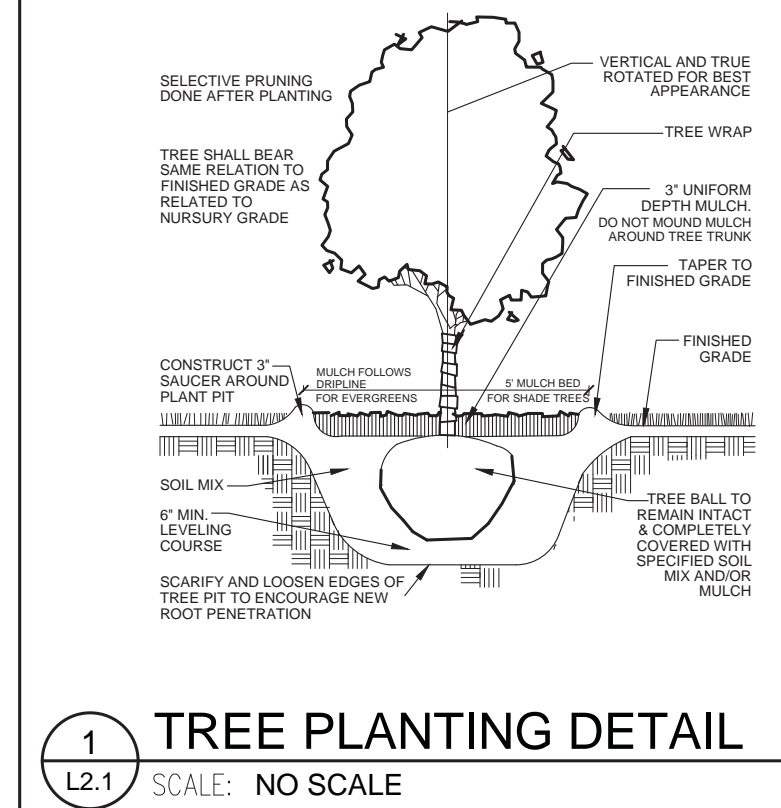 SELECTIVE PRUNING
DONE AFTER PLANTING
TREE SHALL BEAR
SAME RELATION TO
FINISHED GRADE AS
RELATED TO
NURSURY GRADE
VERTICAL AND TRUE
ROTATED FOR BEST
APPEARANCE
TREE WRAP
3" UNIFORM
DEPTH MULCH.
DO NOT MOUND MULCH
AROUND TREE TRUNK
TAPER TO
FINISHED GRADE
FINISHED
GRADE
CONSTRUCT 3"
SAUCER AROUND
PLANT PIT
MULCH FOLLOWS
DRIPLINE
FOR EVERGREENS
5' MULCH BED
FOR SHADE TREES
SOIL MIX
6" MIN.
LEVELING
COURSE
SCARIFY AND LOOSEN EDGES OF
TREE PIT TO ENCOURAGE NEW
ROOT PENETRATION
TREE BALL TO
REMAIN INTACT
& COMPLETELY
COVERED WITH
SPECIFIED SOIL
MIX AND/OR
MULCH
1
L2.1
TREE PLANTING DETAIL
SCALE: NO SCALE